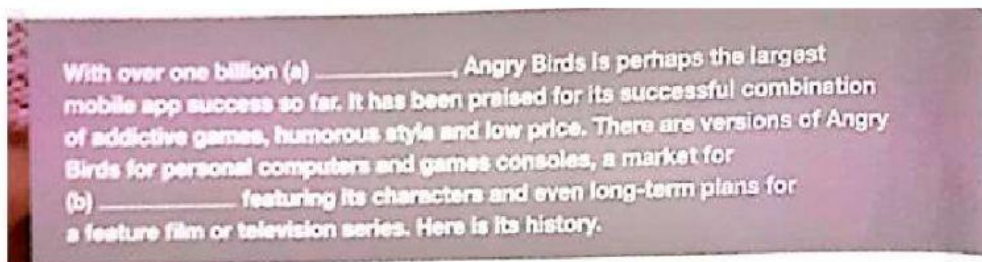 With over one billion (a) __________, Angry Birds is perhaps the largest
mobile app success so far. It has been praised for its successful combination
of addictive games, humorous style and low price. There are versions of Angry
Birds for personal computers and games consoles, a market for
(b) __________ featuring its characters and even long-term plans for
a feature film or television series. Here is its history.